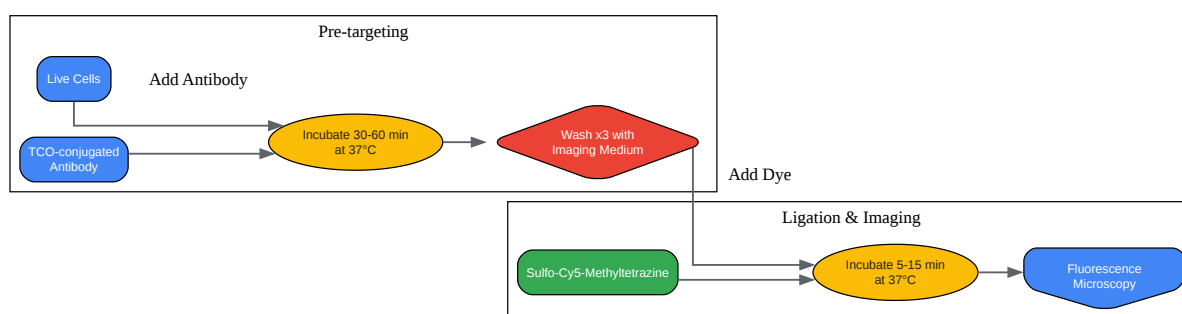 Pre-targeting
Live Cells
Add Antibody
TCO-conjugated
Antibody
Incubate 30-60 min
at 37°C
Wash x3 with
Imaging Medium
Add Dye
Ligation & Imaging
Sulfo-Cy5-Methyltetrazine
Incubate 5-15 min
at 37°C
Fluorescence
Microscopy